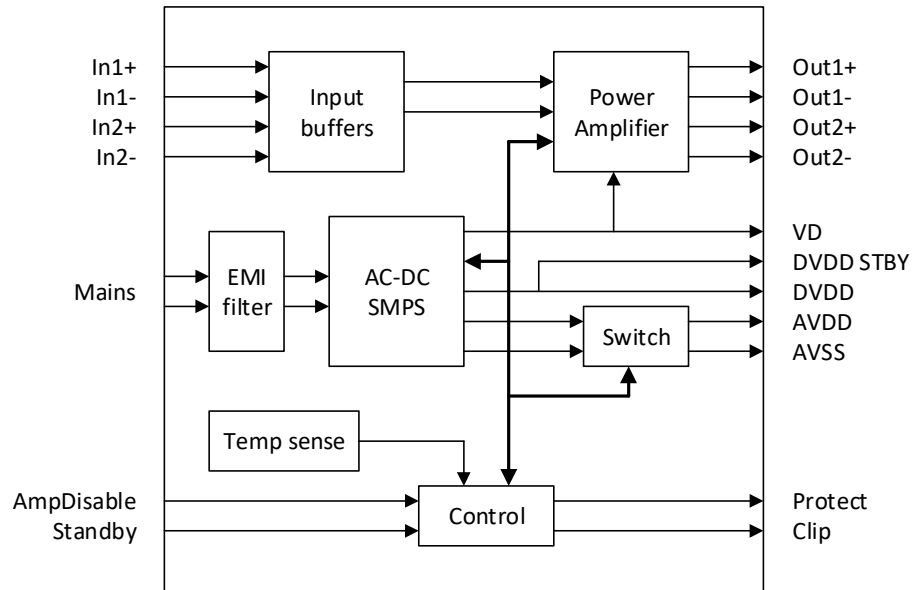 In1+
In1-
In2+
In2-
Input
buffers
Power
Amplifier
Out1+
Out1-
Out2+
Out2-
Mains
EMI
filter
AC-DC
SMPS
Switch
VD
DVDD STBY
DVDD
AVDD
AVSS
Temp sense
AmpDisable
Standby
Control
Protect
Clip